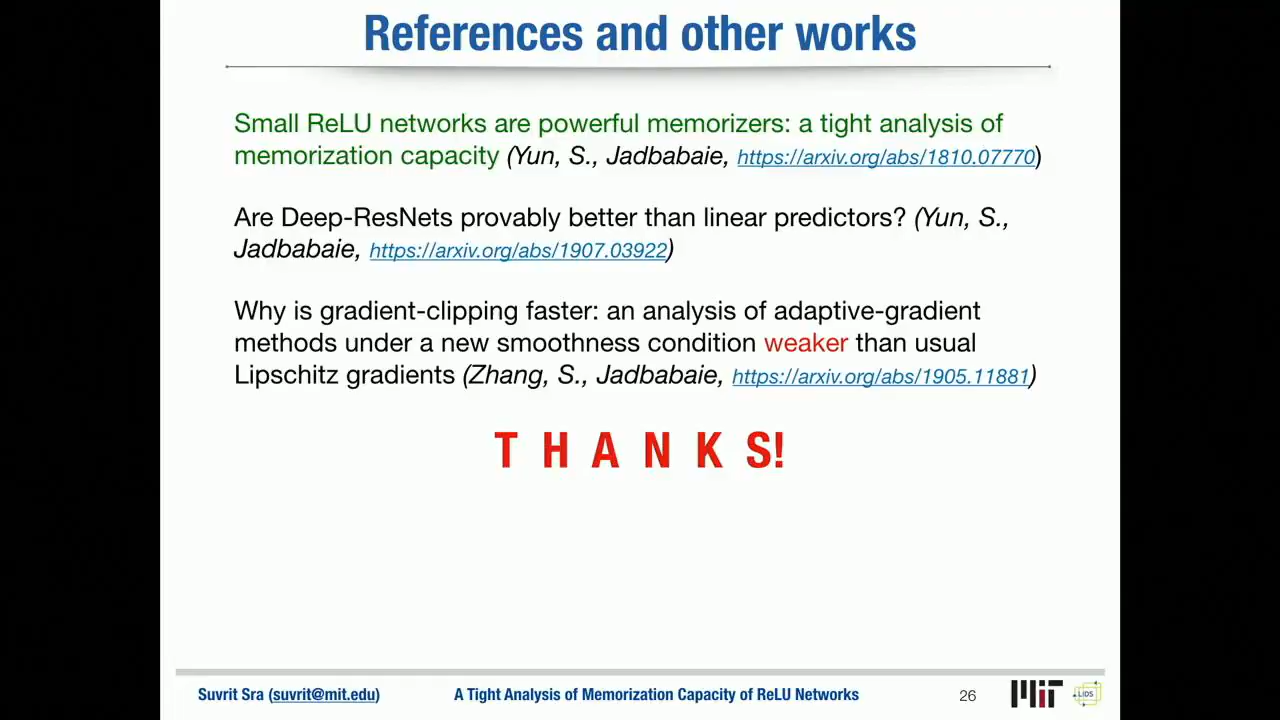 References and other works
Small ReLU networks are powerful memorizers: a tight analysis of
memorization capacity (Yun, S., Jadbabaie, https://arxiv.org/abs/1810.07770)
Are Deep-ResNets provably better than linear predictors? (Yun, S.,
Jadbabaie, https://arxiv.org/abs/1907.03922)
Why is gradient-clipping faster: an analysis of adaptive-gradient
methods under a new smoothness condition weaker than usual
Lipschitz gradients (Zhang, S., Jadbabaie, https://arxiv.org/abs/1905.11881)
T H A N K S!
Suvrit Sra (suvrit@mit.edu) A Tight Analysis of Memorization Capacity of ReLU Networks 26 MIT LIDS